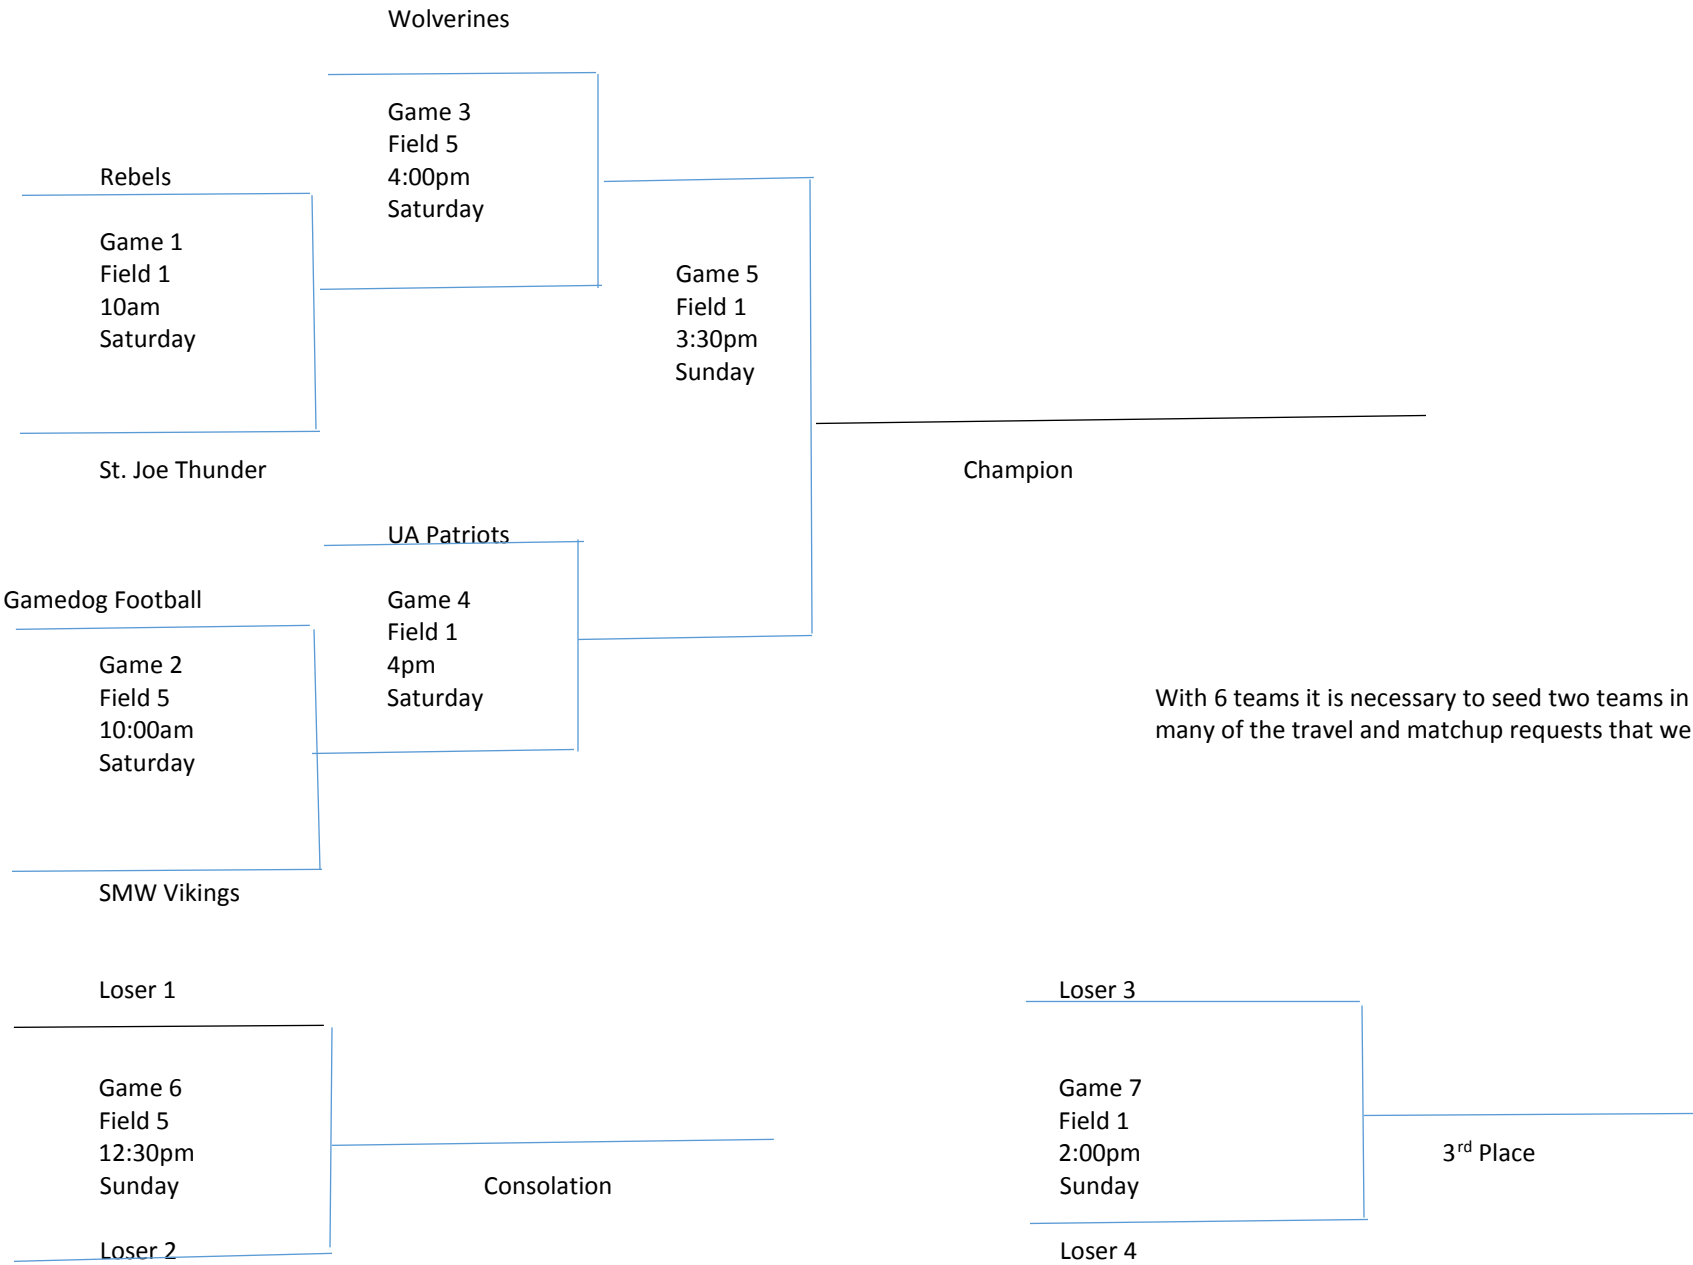 Wolverines
Game 3
Field 5
4:00pm
Saturday
Rebels
Game 1
Field 1
10am
Saturday
St. Joe Thunder
Game 5
Field 1
3:30pm
Sunday
Champion
UA Patriots
Gamedog Football
Game 4
Field 1
4pm
Saturday
Game 2
Field 5
10:00am
Saturday
SMW Vikings
With 6 teams it is necessary to seed two teams in
many of the travel and matchup requests that we
Loser 1
Game 6
Field 5
12:30pm
Sunday
Loser 2
Consolation
Loser 3
Game 7
Field 1
2:00pm
Sunday
Loser 4
3rd Place